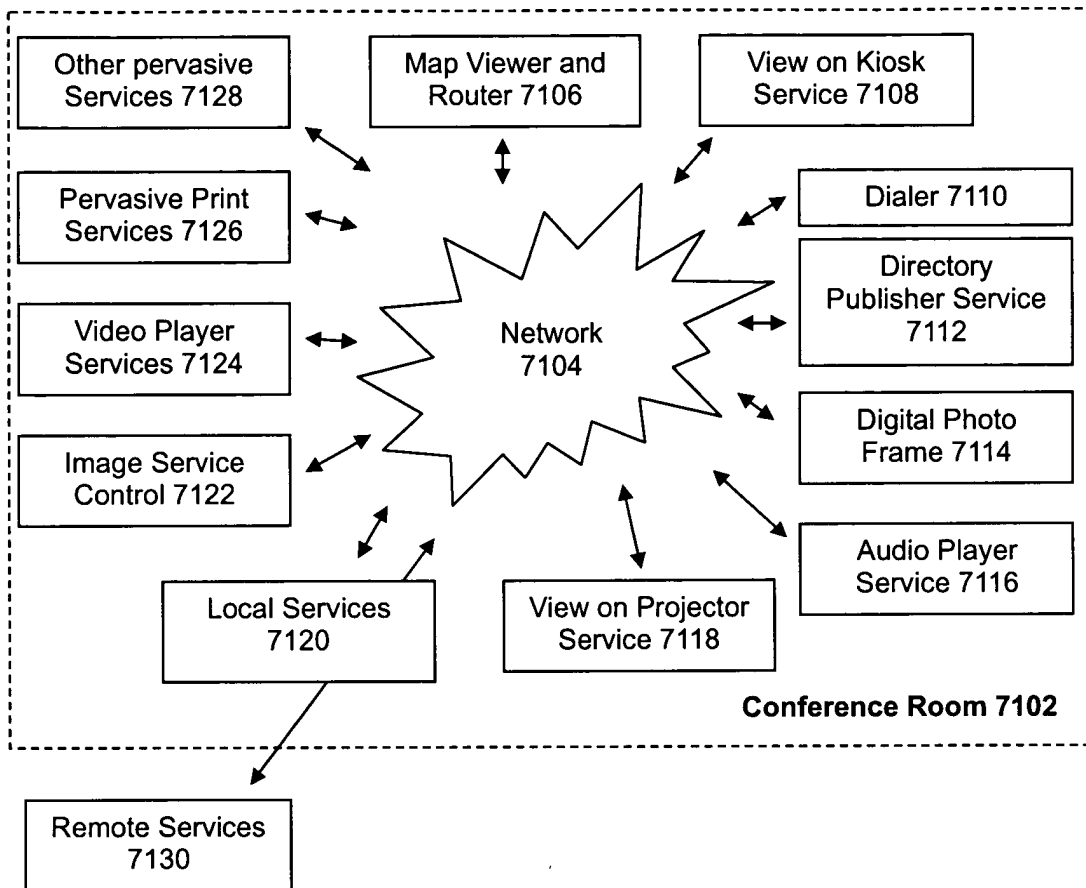 Other pervasive
Services 7128
Map Viewer and
Router 7106
View on Kiosk
Service 7108
Pervasive Print
Services 7126
Dialer 7110
Directory
Publisher Service
7112
Video Player
Services 7124
Network
7104
Digital Photo
Frame 7114
Image Service
Control 7122
Audio Player
Service 7116
Local Services
7120
View on Projector
Service 7118
Conference Room 7102
Remote Services
7130